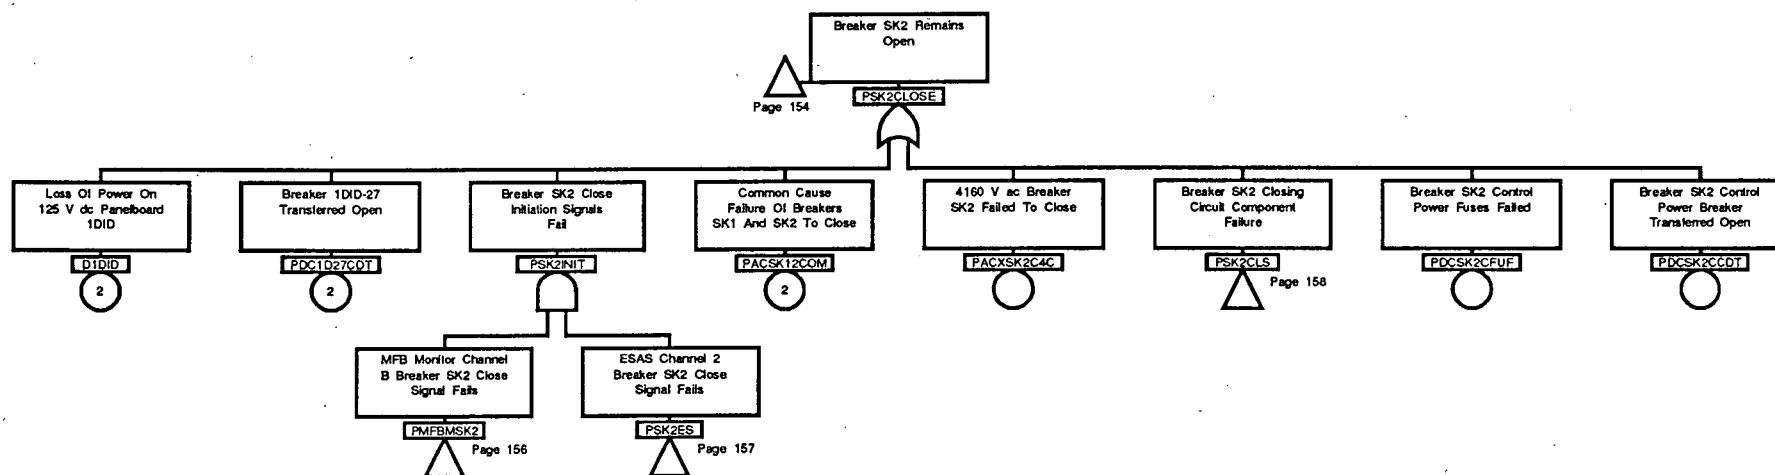 Breaker SK2 Remains
Open
Page 154
PSK2CLOSE
Loss Of Power On
125 V dc Panelboard
1DID
D1DID
2
Breaker 1DID-27
Transferred Open
PDC1D27CDT
2
Breaker SK2 Close
Initiation Signals
Fail
PSK2INIT
Common Cause
Failure Of Breakers
SK1 And SK2 To Close
PACSK12COM
2
4160 V ac Breaker
SK2 Failed To Close
PACXSK2C4C
Breaker SK2 Closing
Circuit Component
Failure
PSK2CLS
Page 158
Breaker SK2 Control
Power Fuses Failed
PDCSK2CFUF
Breaker SK2 Control
Power Breaker
Transferred Open
PDCSK2CCDT
MFB Monitor Channel
B Breaker SK2 Close
Signal Fails
PMFBMSK2
Page 156
ESAS Channel 2
Breaker SK2 Close
Signal Fails
PSK2ES
Page 157